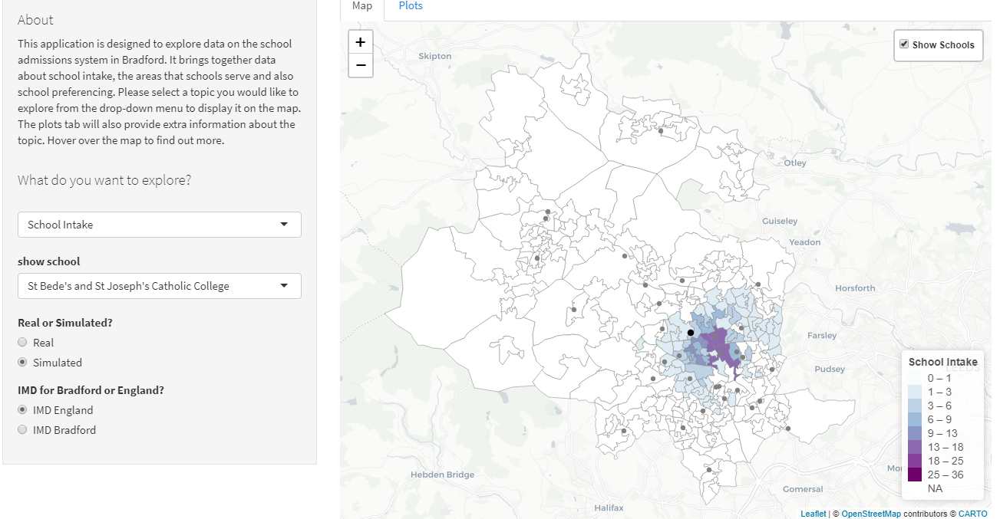 About
This application is designed to explore data on the school
admissions system in Bradford. It brings together data
about school intake, the areas that schools serve and also
school preferencing. Please select a topic you would like to
explore from the drop-down menu to display it on the map.
The plots tab will also provide extra information about the
topic. Hover over the map to find out more.
What do you want to explore?
School Intake
show school
St Bede's and St Joseph's Catholic College
Real or Simulated?
Real
Simulated
IMD for Bradford or England?
IMD England
IMD Bradford
Map Plots
+
−
Show Schools
Skipton
Otley
Guiseley
Yeadon
Horsforth
Farsley
Pudsey
LEEDS
Hebden Bridge
Halifax
Gomersal
School Intake
0 – 1
1 – 3
3 – 6
6 – 9
9 – 13
13 – 18
18 – 25
25 – 36
NA
Leaflet | © OpenStreetMap contributors © CARTO